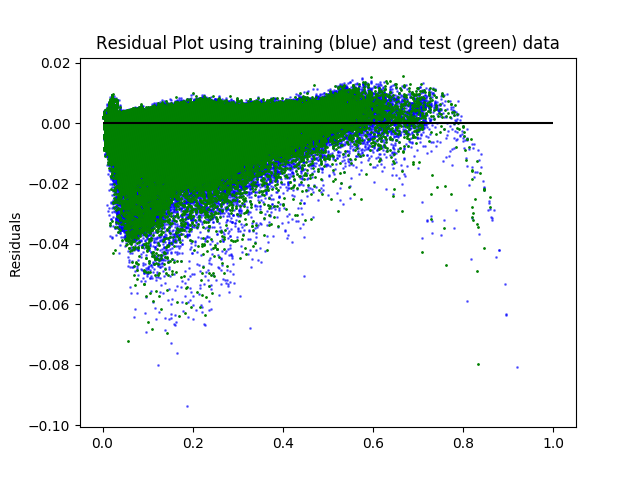 Residual Plot using training (blue) and test (green) data
0.02
0.00
−0.02
−0.04
−0.06
−0.08
−0.10
Residuals
0.0 0.2 0.4 0.6 0.8 1.0